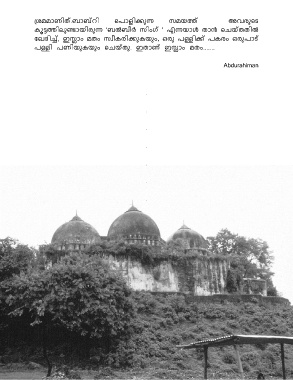 ശ്രമമാണിത്.ബാബ്റി പൊളിക്കുന്ന സമയത്ത് അവരുടെ
കൂട്ടത്തിലുണ്ടായിരുന്ന 'ബൽബീർ സിംഗ് ' എന്നയാൾ താൻ ചെയ്തതിൽ
ഖേദിച്ച്, ഇസ്ലാം മതം സ്വീകരിക്കുകയും, ഒരു പള്ളിക്ക് പകരം ഒരുപാട്
പള്ളി പണിയുകയും ചെയ്തു. ഇതാണ് ഇസ്ലാം മതം.......
Abdurahiman